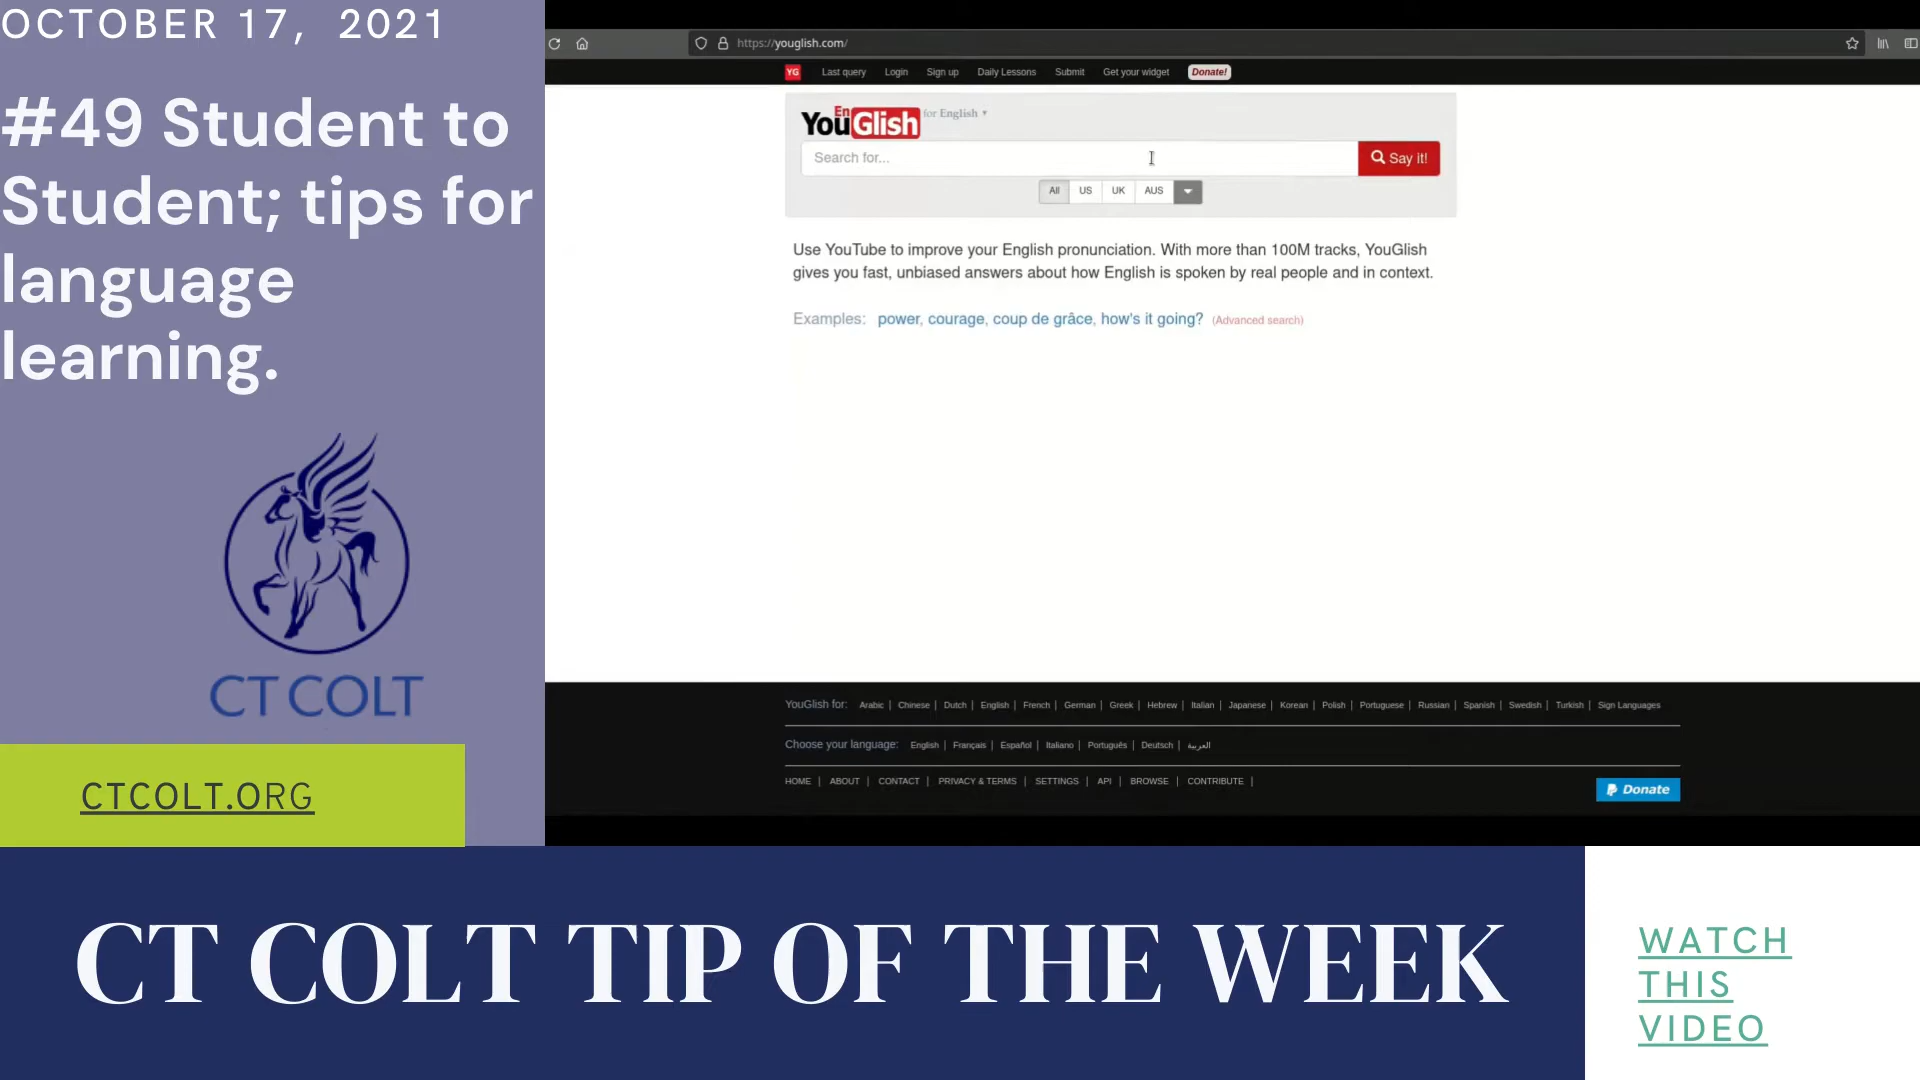 OCTOBER 17, 2021
#49 Student to
Student; tips for
language
learning.
CT COLT
CTCOLT.ORG
https://youglish.com/
YG Last query Login Sign up Daily Lessons Submit Get your widget Donate!
YouGlish En for English
Search for... Say it!
All US UK AUS
Use YouTube to improve your English pronunciation. With more than 100M tracks, YouGlish
gives you fast, unbiased answers about how English is spoken by real people and in context.
Examples: power, courage, coup de grâce, how's it going? (Advanced search)
YouGlish for: Arabic | Chinese | Dutch | English | French | German | Greek | Hebrew | Italian | Japanese | Korean | Polish | Portuguese | Russian | Spanish | Swedish | Turkish | Sign Languages
Choose your language: English | Français | Español | Italiano | Português | Deutsch | العربية
HOME | ABOUT | CONTACT | PRIVACY & TERMS | SETTINGS | API | BROWSE | CONTRIBUTE |
Donate
CT COLT TIP OF THE WEEK
WATCH
THIS
VIDEO